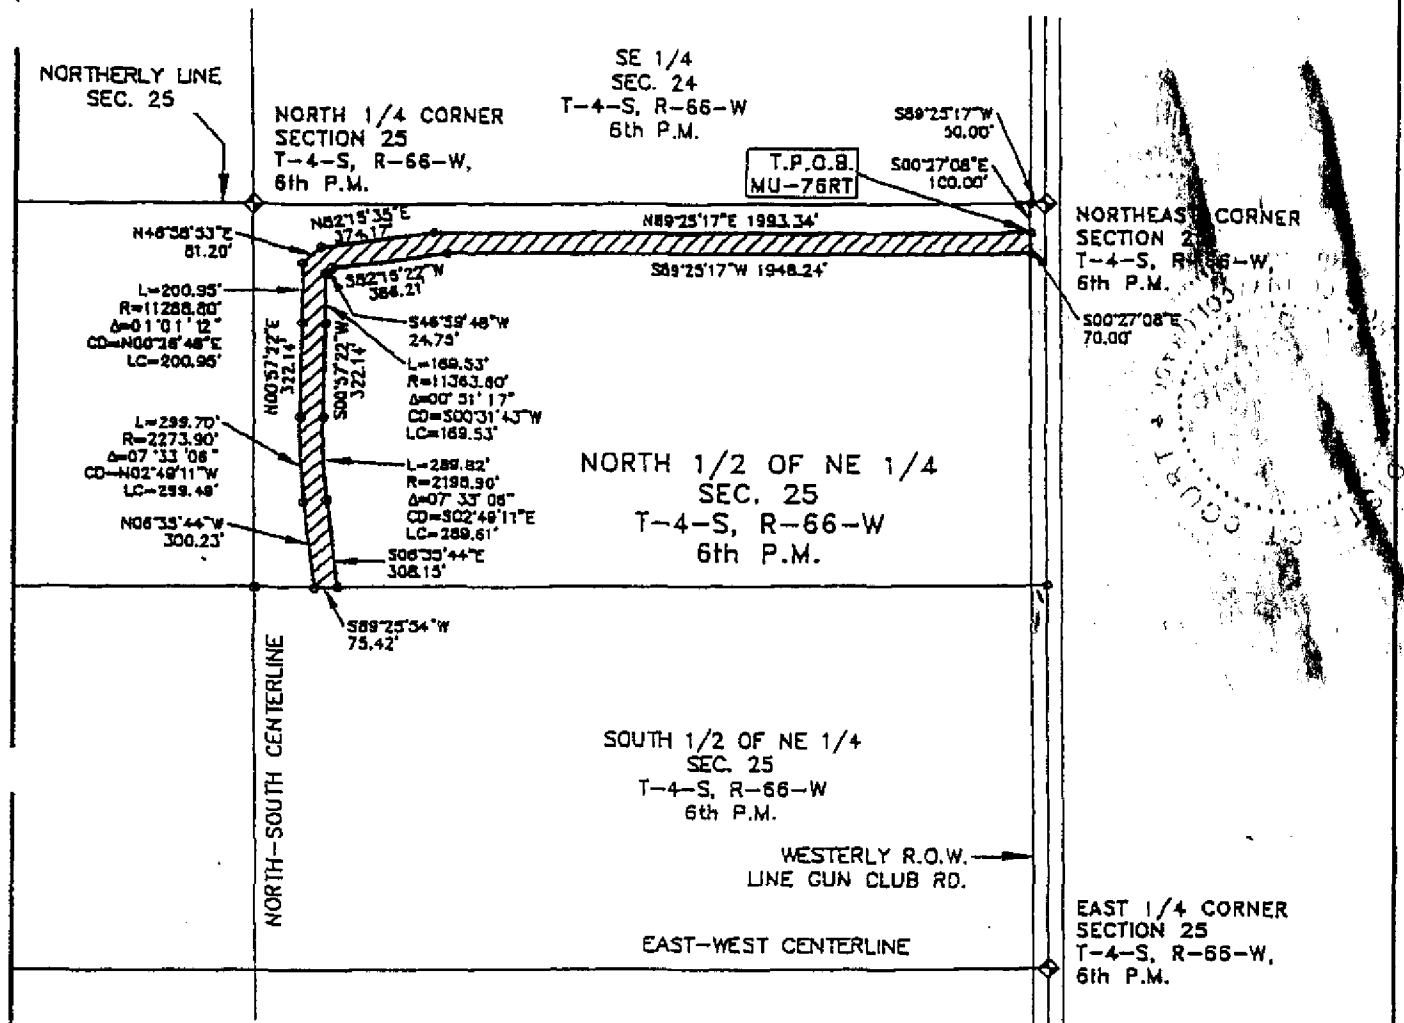 NORTHERLY LINE
SEC. 25
SE 1/4
SEC. 24
T-4-S, R-66-W
6th P.M.
NORTH 1/4 CORNER
SECTION 25
T-4-S, R-66-W,
6th P.M.
S89°25'17"W
50.00'
S00°27'08"E
100.00'
T.P.O.B.
MU-76RT
NORTHEAST CORNER
SECTION
T-4-S, R-66-W,
6th P.M.
N82°15'35"E
374.17'
N89°25'17"E 1993.34'
N46°58'53"E
81.20'
S82°15'22"W
386.21'
S89°25'17"W 1948.24'
S00°27'08"E
70.00'
L=200.95'
R=11288.80'
Δ=01°01'12"
CD=N00°26'46"E
LC=200.95'
S46°59'48"W
24.75'
N00°57'22"E
322.14'
S00°57'22"W
322.14'
L=169.53'
R=11363.80'
Δ=00°51'17"
CD=S00°31'43"W
LC=169.53'
L=299.70'
R=2273.90'
Δ=07°33'06"
CD=N02°49'11"W
LC=299.48'
L=289.82'
R=2198.90'
Δ=07°33'06"
CD=S02°49'11"E
LC=289.61'
NORTH 1/2 OF NE 1/4
SEC. 25
T-4-S, R-66-W
6th P.M.
N06°35'44"W
300.23'
S06°35'44"E
308.15'
S89°25'54"W
75.42'
NORTH-SOUTH CENTERLINE
SOUTH 1/2 OF NE 1/4
SEC. 25
T-4-S, R-66-W
6th P.M.
WESTERLY R.O.W.
LINE GUN CLUB RD.
EAST-WEST CENTERLINE
EAST 1/4 CORNER
SECTION 25
T-4-S, R-66-W,
6th P.M.